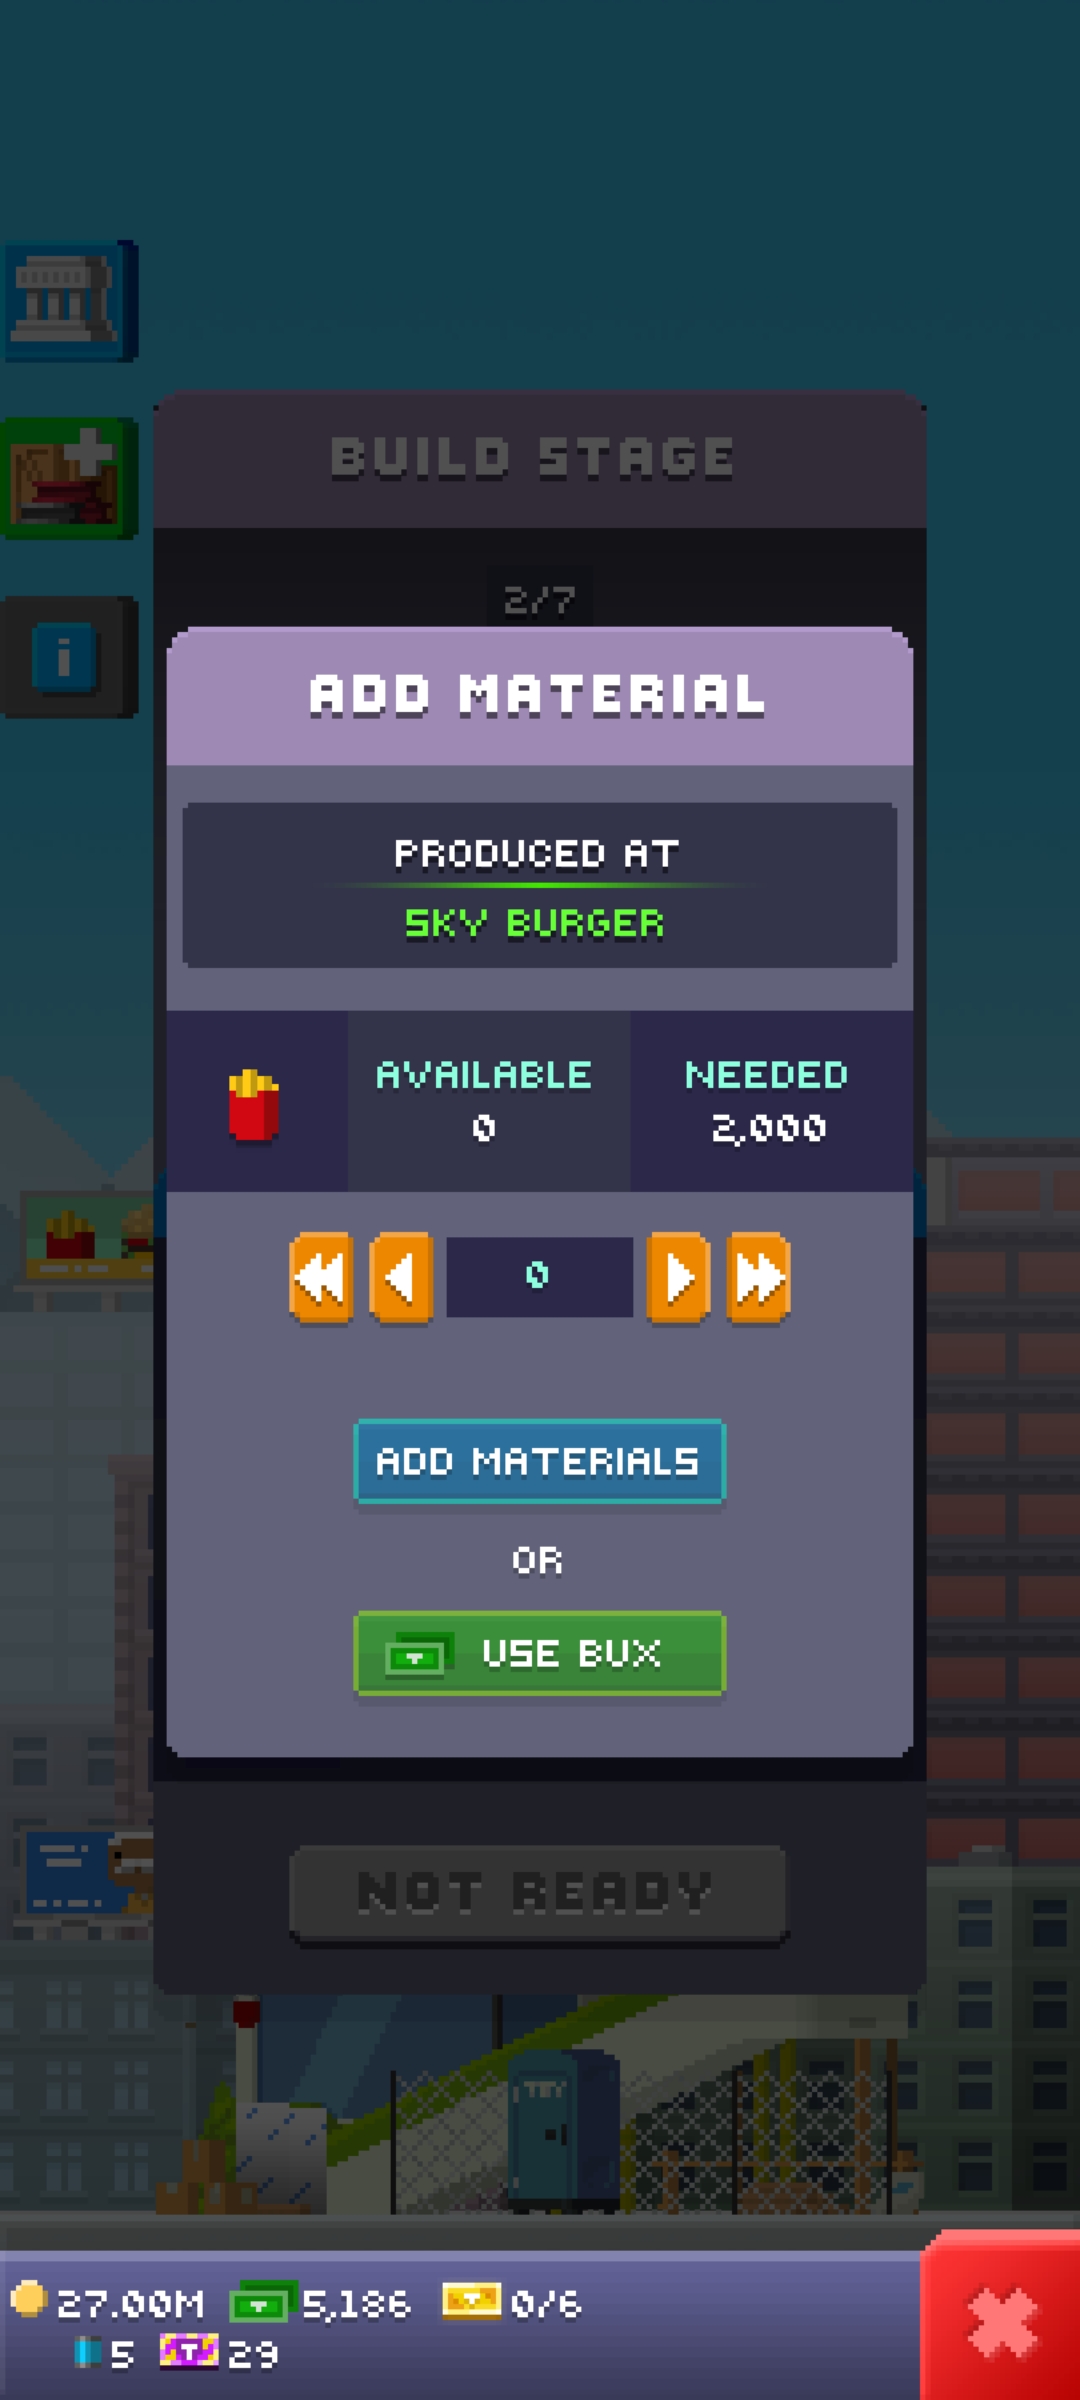 BUILD STAGE
2/7
ADD MATERIAL
PRODUCED AT
SKY BURGER
AVAILABLE
0
NEEDED
2,000
0
ADD MATERIALS
OR
USE BUX
NOT READY
27.00M 5,186 0/6
5 29